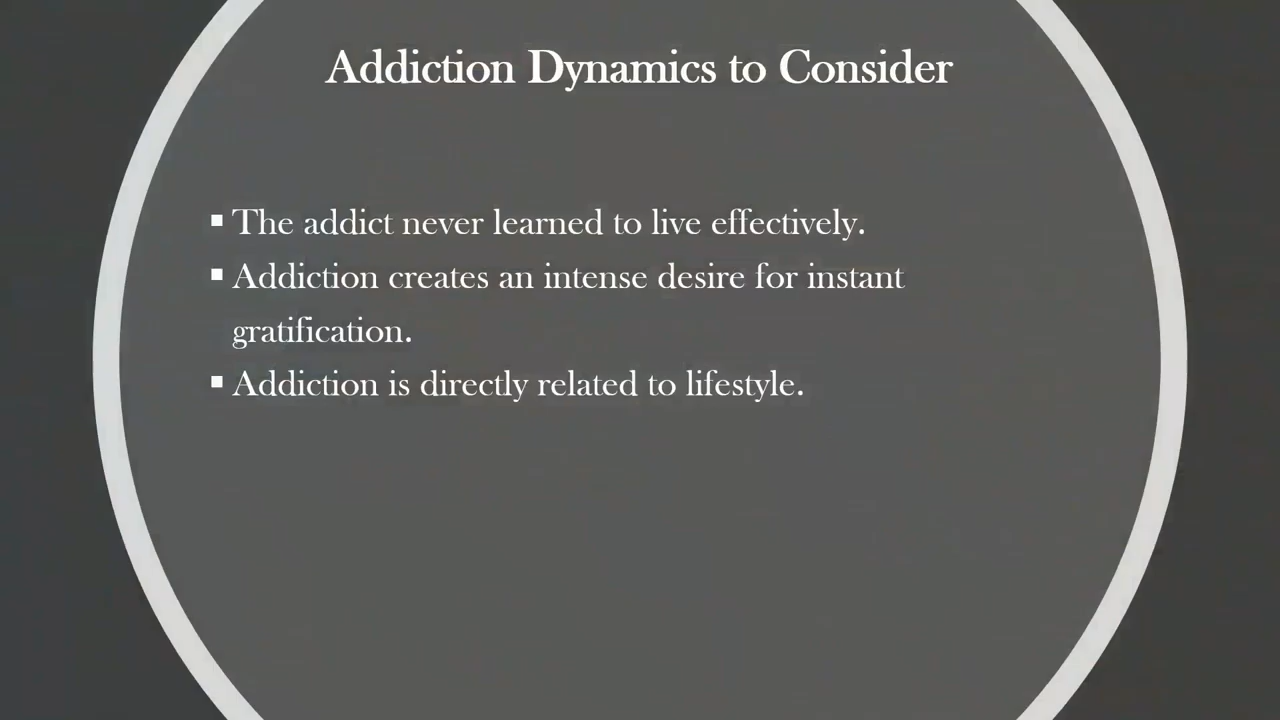 Addiction Dynamics to Consider
▪ The addict never learned to live effectively.
▪ Addiction creates an intense desire for instant
gratification.
▪ Addiction is directly related to lifestyle.